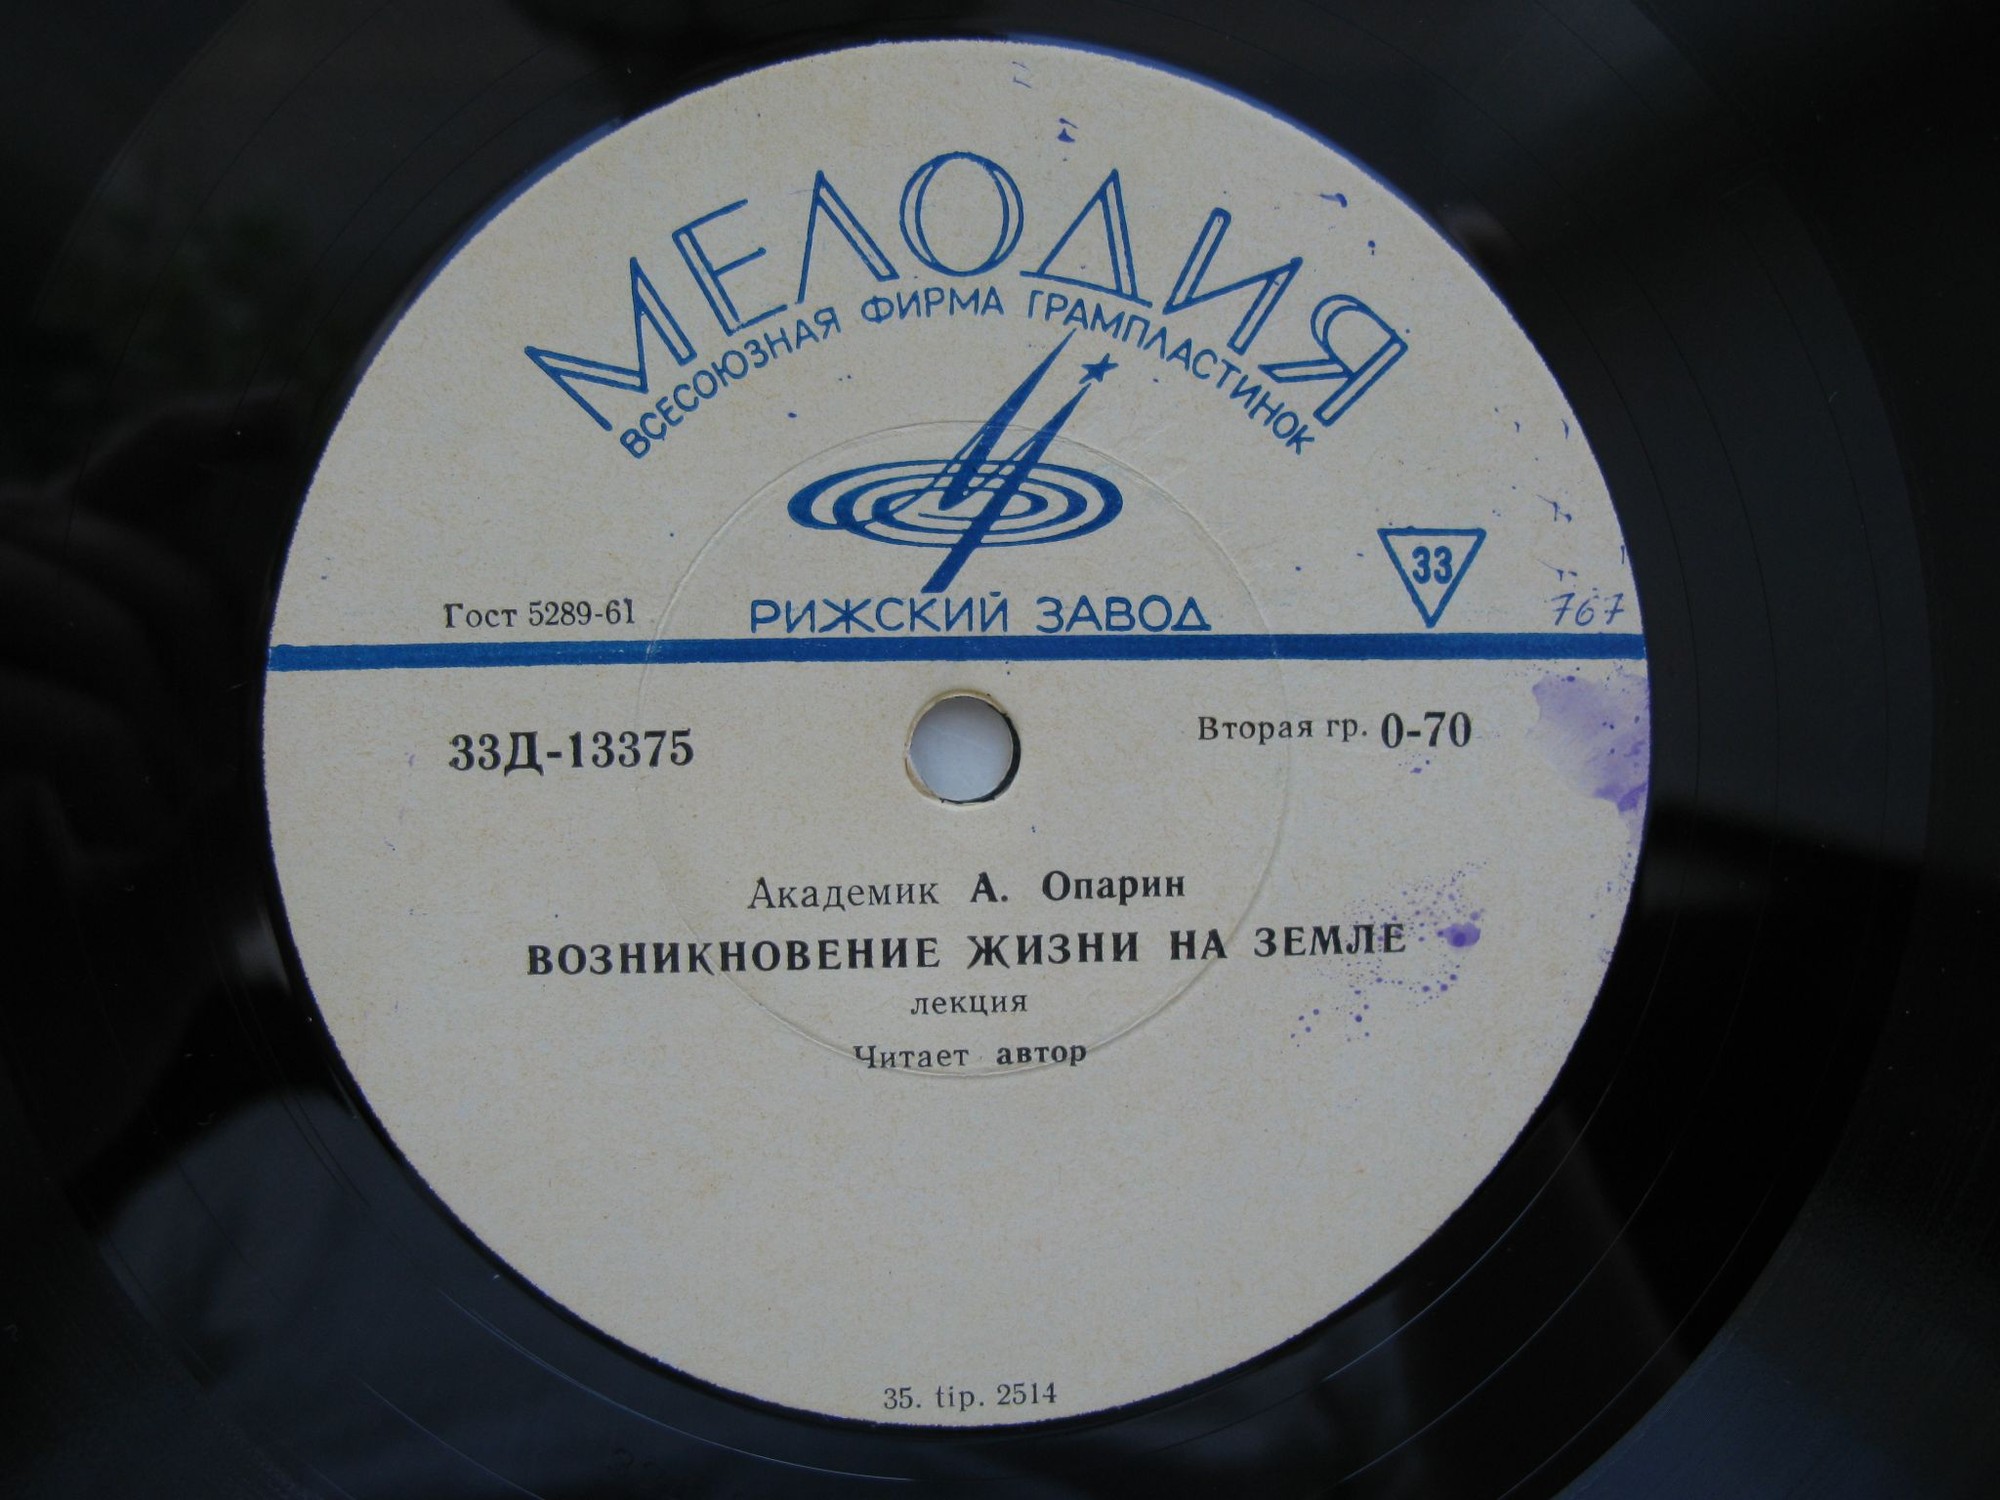 МЕЛОДИЯ
ВСЕСОЮЗНАЯ ФИРМА ГРАМПЛАСТИНОК
33
767
Гост 5289-61
РИЖСКИЙ ЗАВОД
33Д-13375
Вторая гр. 0-70
Академик А. Опарин
ВОЗНИКНОВЕНИЕ ЖИЗНИ НА ЗЕМЛЕ
лекция
Читает автор
35. tip. 2514